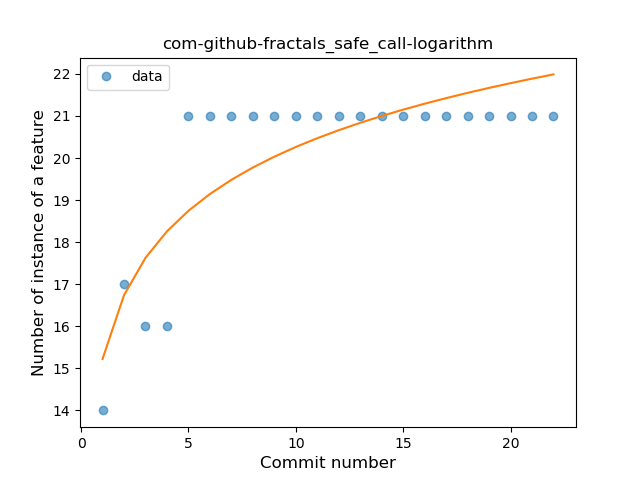 com-github-fractals_safe_call-logarithm
data
22
21
20
19
18
17
16
15
14
Number of instance of a feature
0 5 10 15 20
Commit number